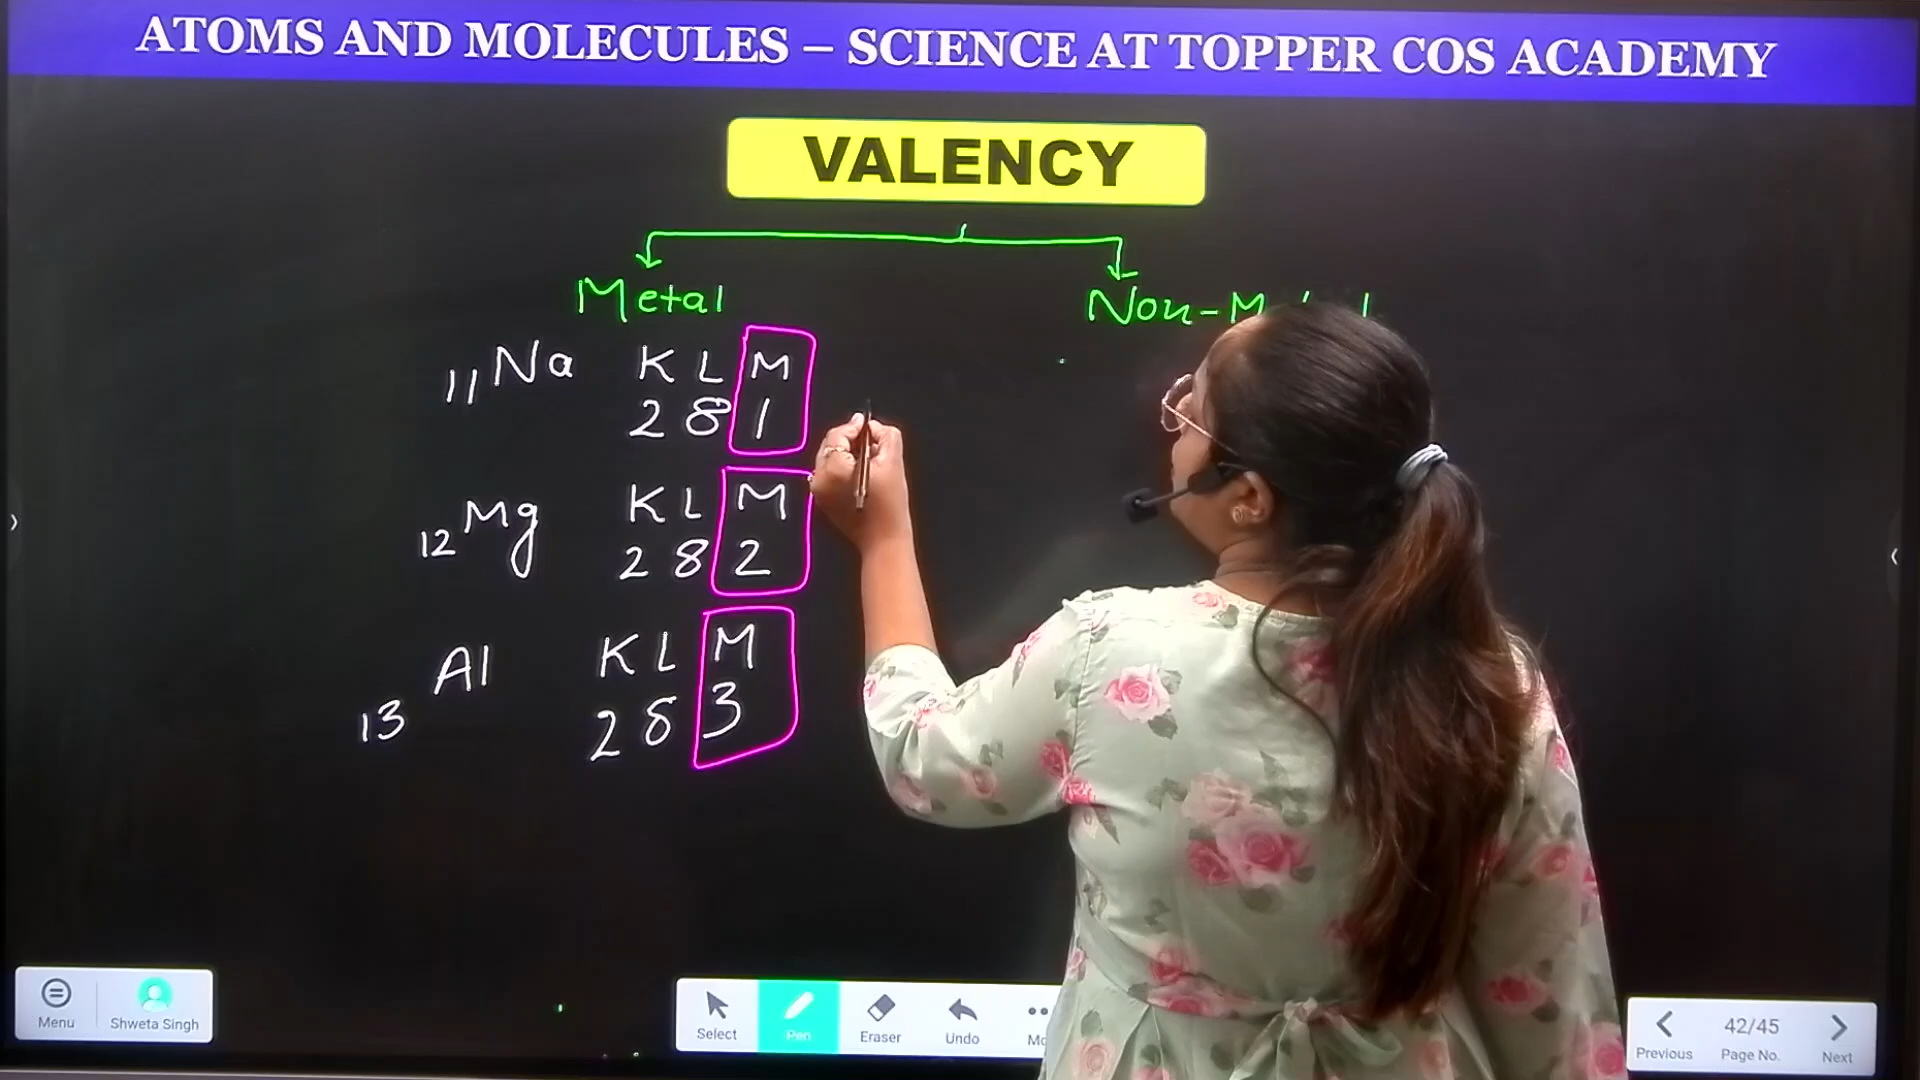 ATOMS AND MOLECULES – SCIENCE AT TOPPER COS ACADEMY
VALENCY
Metal
Non-M
11Na K L M
2 8 1
12Mg K L M
2 8 2
13Al K L M
2 8 3
Menu
Shweta Singh
Select
Pen
Eraser
Undo
Previous
42/45
Page No.
Next